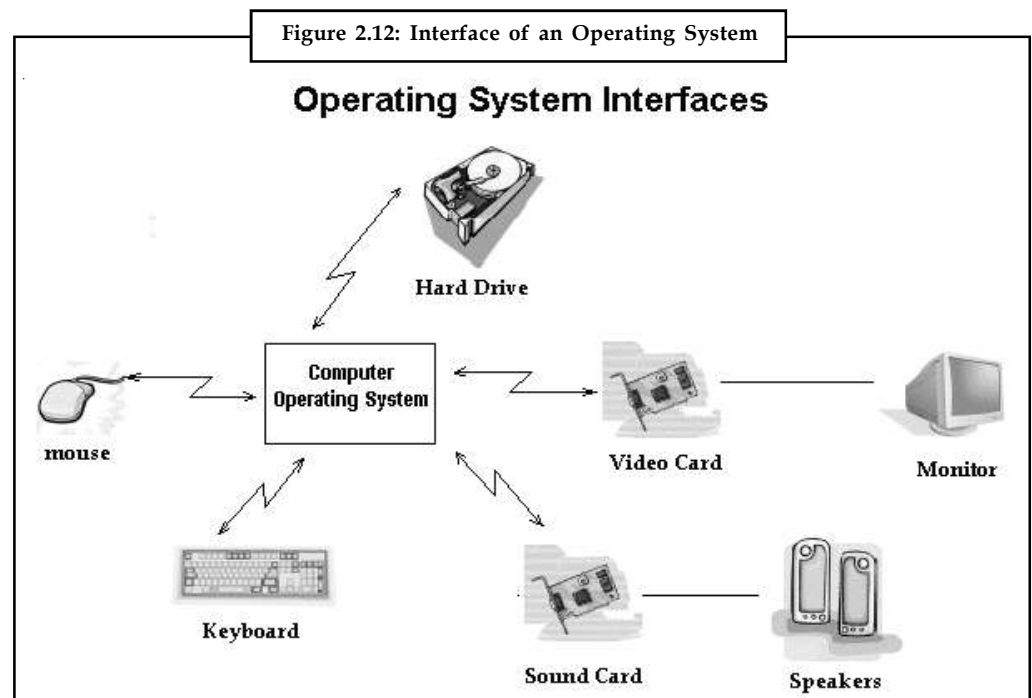 Figure 2.12: Interface of an Operating System
Operating System Interfaces
Hard Drive
Computer
Operating System
mouse
Video Card
Monitor
Keyboard
Sound Card
Speakers